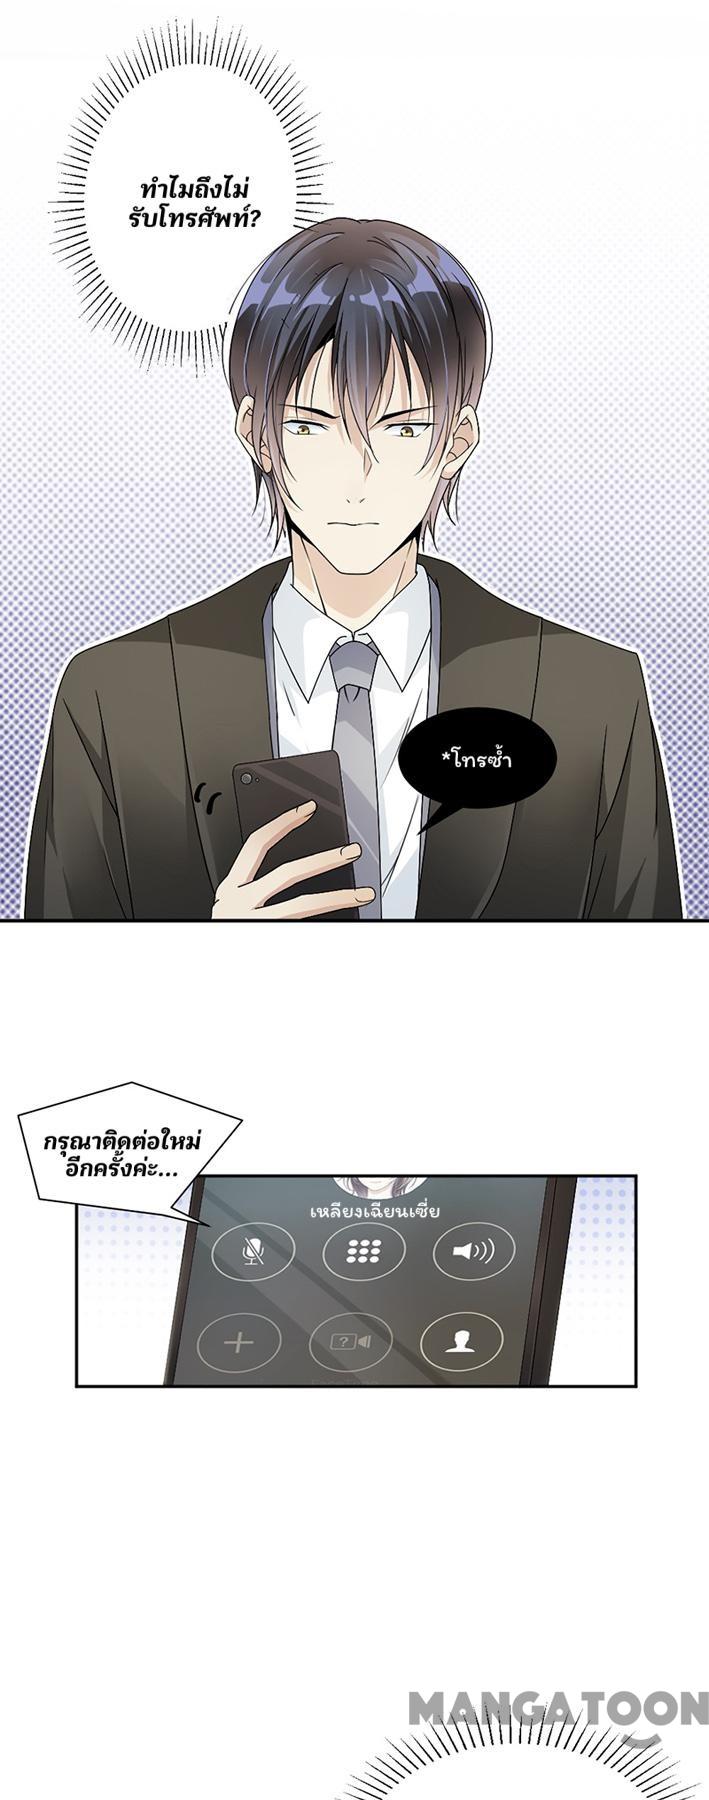 ทำไมถึงไม่
รับโทรศัพท์?
*โทรซ้ำ
กรุณาติดต่อใหม่
อีกครั้งค่ะ...
เหลียงเฉียนเซี่ย
MANGATOON